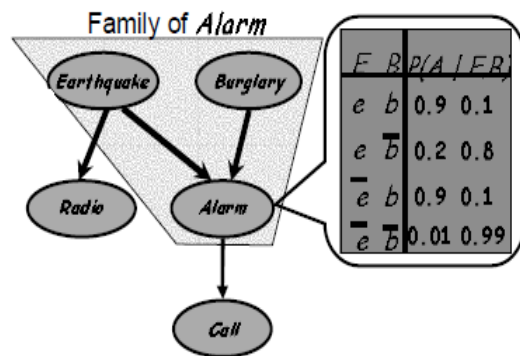 Family of Alarm
Earthquake
Burglary
Radio
Alarm
Call
E B P(A | E,B)
e b 0.9 0.1
e b̅ 0.2 0.8
e̅ b 0.9 0.1
e̅ b̅ 0.01 0.99